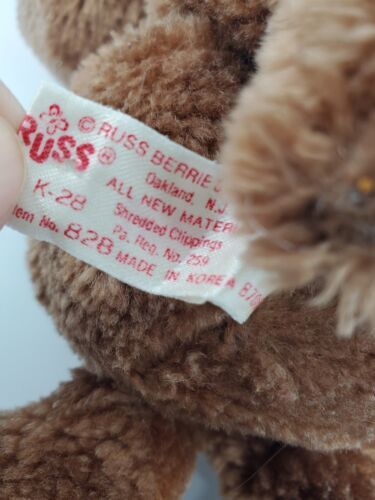 RUSS®
K-28
Item No. 828
© RUSS BERRIE
Oakland, N.J.
ALL NEW MATER
Shredded Clippings
Pa. Reg. No. 259
MADE IN KOREA